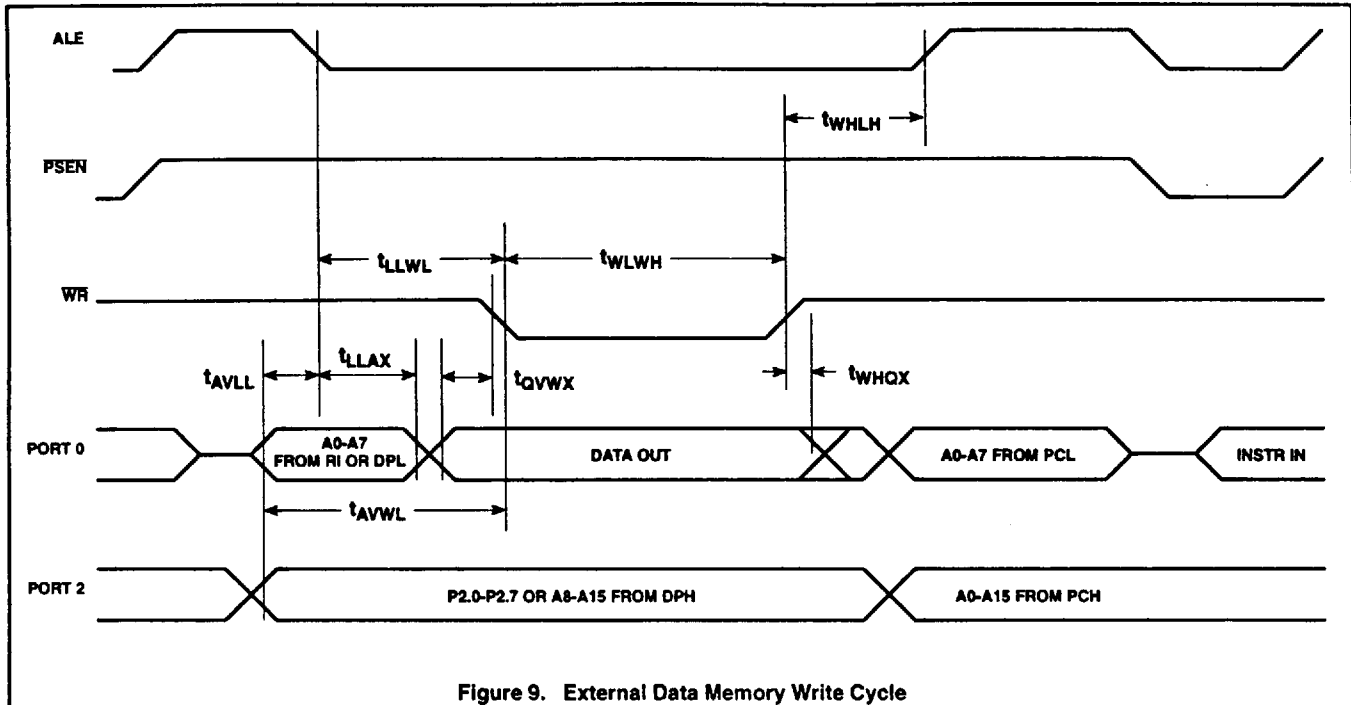 ALE
tWHLH
PSEN
tLLWL
tWLWH
WR
tAVLL
tLLAX
tQVWX
tWHQX
PORT 0
A0-A7
FROM RI OR DPL
DATA OUT
A0-A7 FROM PCL
INSTR IN
tAVWL
PORT 2
P2.0-P2.7 OR A8-A15 FROM DPH
A0-A15 FROM PCH
Figure 9. External Data Memory Write Cycle